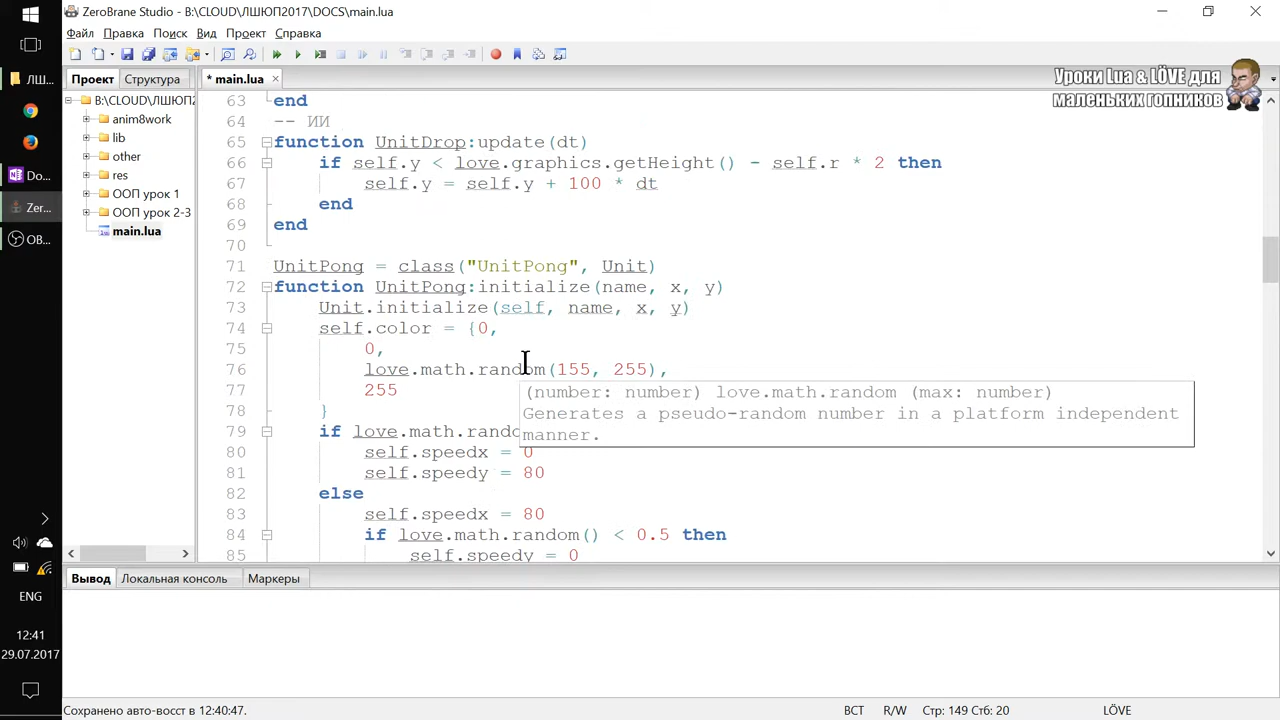 ZeroBrane Studio - B:\CLOUD\ЛШЮП2017\DOCS\main.lua
Файл Правка Поиск Вид Проект Справка
Проект Структура * main.lua
Уроки Lua & LÖVE для
маленьких гопников
B:\CLOUD\ЛШЮП2
anim8work
lib
other
res
ООП урок 1
ООП урок 2-3
main.lua
ЛШ...
Do...
Zer...
OB...
63 end
64 -- ИИ
65 function UnitDrop:update(dt)
66 if self.y < love.graphics.getHeight() - self.r * 2 then
67 self.y = self.y + 100 * dt
68 end
69 end
70
71 UnitPong = class("UnitPong", Unit)
72 function UnitPong:initialize(name, x, y)
73 Unit.initialize(self, name, x, y)
74 self.color = {0,
75 0,
76 love.math.random(155, 255),
77 255
78 }
79 if love.math.rando
80 self.speedx = 0
81 self.speedy = 80
82 else
83 self.speedx = 80
84 if love.math.random() < 0.5 then
85 self.speedy = 0
(number: number) love.math.random (max: number)
Generates a pseudo-random number in a platform independent
manner.
Вывод Локальная консоль Маркеры
ENG
12:41
29.07.2017
Сохранено авто-восст в 12:40:47. ВСТ R/W Стр: 149 Стб: 20 LÖVE